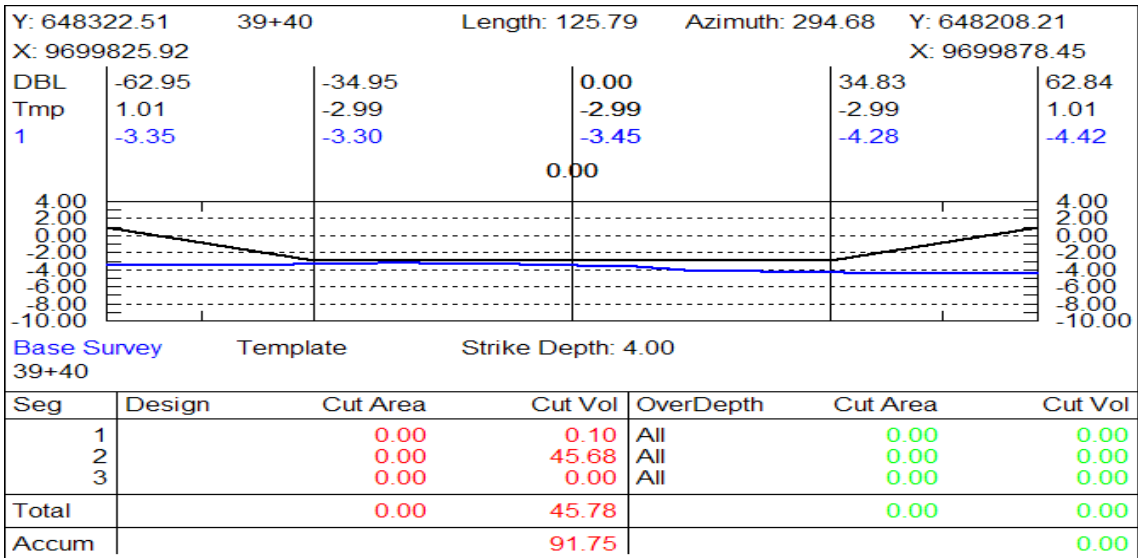 Y: 648322.51 39+40 Length: 125.79 Azimuth: 294.68 Y: 648208.21
X: 9699825.92 X: 9699878.45
DBL -62.95 -34.95 0.00 34.83 62.84
Tmp 1.01 -2.99 -2.99 -2.99 1.01
1 -3.35 -3.30 -3.45 -4.28 -4.42
0.00
4.00 4.00
2.00 2.00
0.00 0.00
-2.00 -2.00
-4.00 -4.00
-6.00 -6.00
-8.00 -8.00
-10.00 -10.00
Base Survey Template Strike Depth: 4.00
39+40
Seg Design Cut Area Cut Vol OverDepth Cut Area Cut Vol
1 0.00 0.10 All 0.00 0.00
2 0.00 45.68 All 0.00 0.00
3 0.00 0.00 All 0.00 0.00
Total 0.00 45.78 0.00 0.00
Accum 91.75 0.00